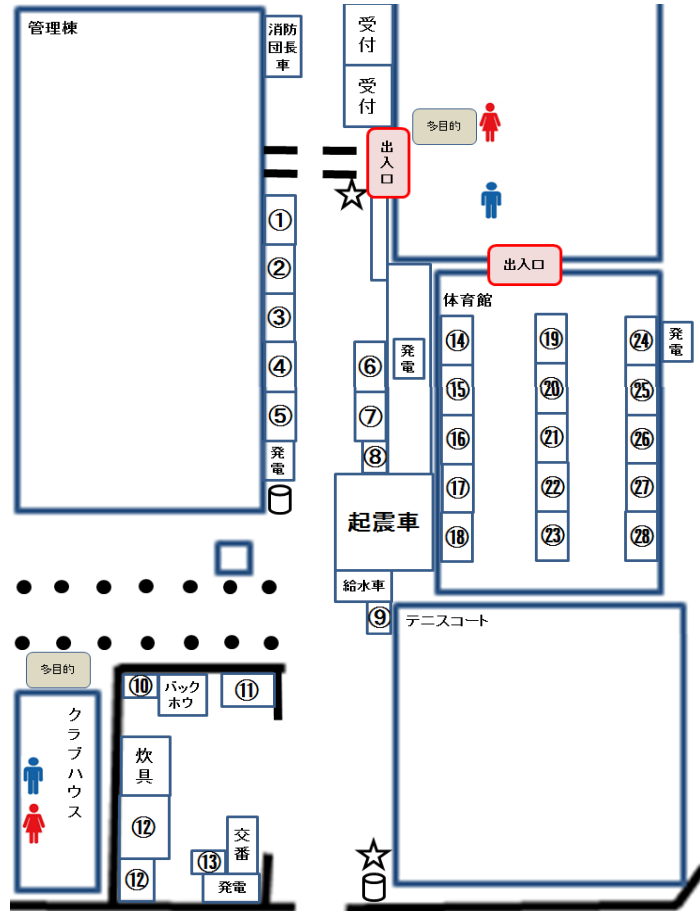 管理棟
消防
団長
車
受付
受付
多目的
出入口
①
②
③
④
⑤
発電
出入口
体育館
⑥
⑦
⑧
発電
⑭
⑮
⑯
⑰
⑱
⑲
⑳
㉑
㉒
㉓
㉔
㉕
㉖
㉗
㉘
発電
起震車
給水車
⑨
テニスコート
多目的
クラブハウス
⑩
バック
ホウ
⑪
炊具
⑫
⑫
交番
⑬
発電